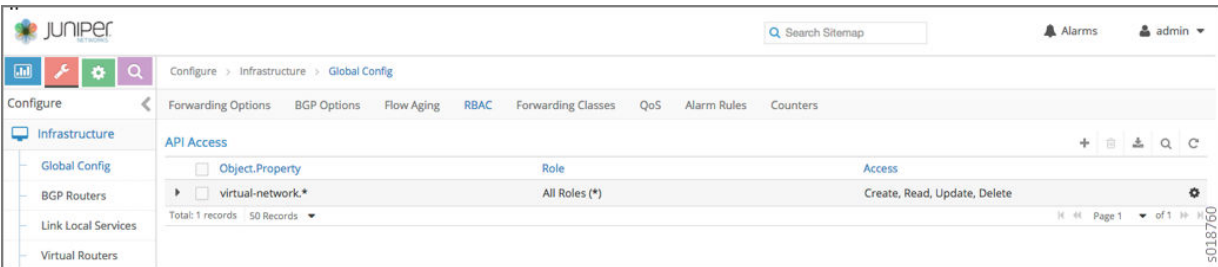 JUNIPER
NETWORKS
Search Sitemap
Alarms
admin
Configure > Infrastructure > Global Config
Configure
Forwarding Options BGP Options Flow Aging RBAC Forwarding Classes QoS Alarm Rules Counters
Infrastructure
API Access
Global Config
Object.Property Role Access
BGP Routers
virtual-network.* All Roles (*) Create, Read, Update, Delete
Total: 1 records 50 Records Page 1 of 1
Link Local Services
Virtual Routers
s018760